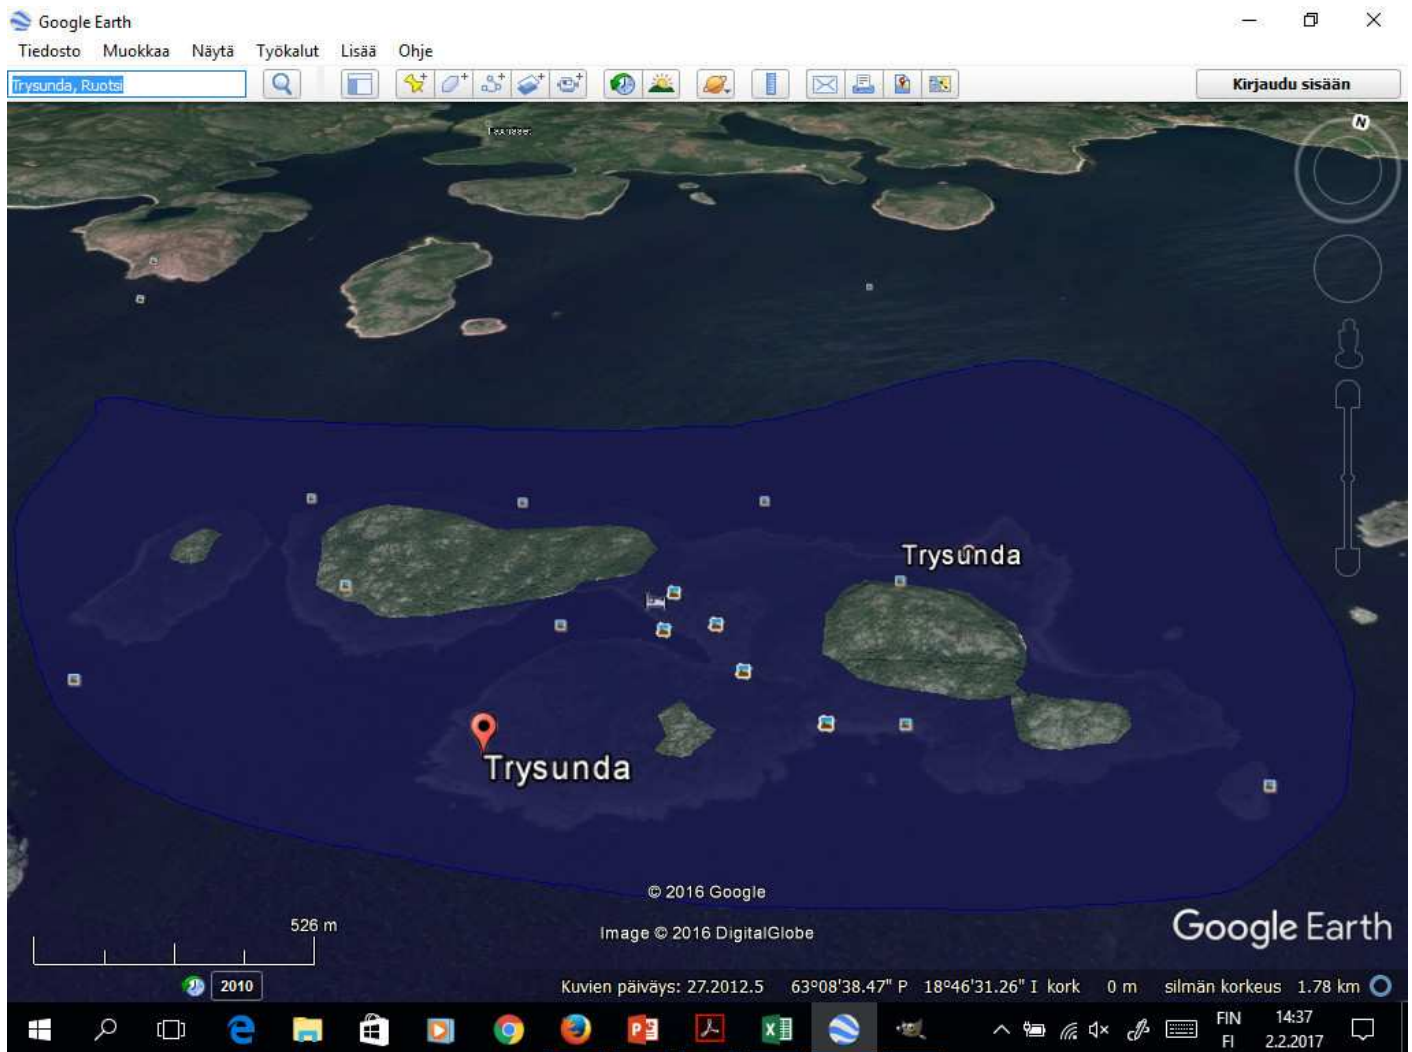 Google Earth
Tiedosto Muokkaa Näytä Työkalut Lisää Ohje
Trysunda, Ruotsi
Kirjaudu sisään
N
Trysunda
Trysunda
© 2016 Google
526 m
Image © 2016 DigitalGlobe
Google Earth
2010
Kuvien päiväys: 27.2012.5 63°08'38.47" P 18°46'31.26" I kork 0 m silmän korkeus 1.78 km
FIN
14:37
FI
2.2.2017